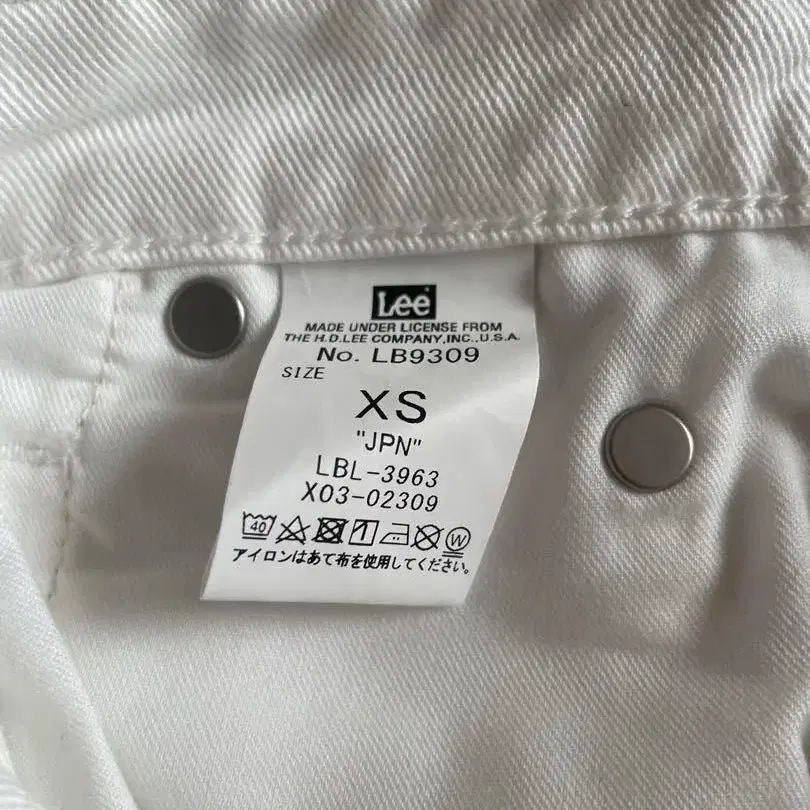 Lee
MADE UNDER LICENSE FROM
THE H.D.LEE COMPANY,INC.,U.S.A.
No. LB9309
SIZE
XS
"JPN"
LBL-3963
X03-02309
40 W
アイロンはあて布を使用してください。